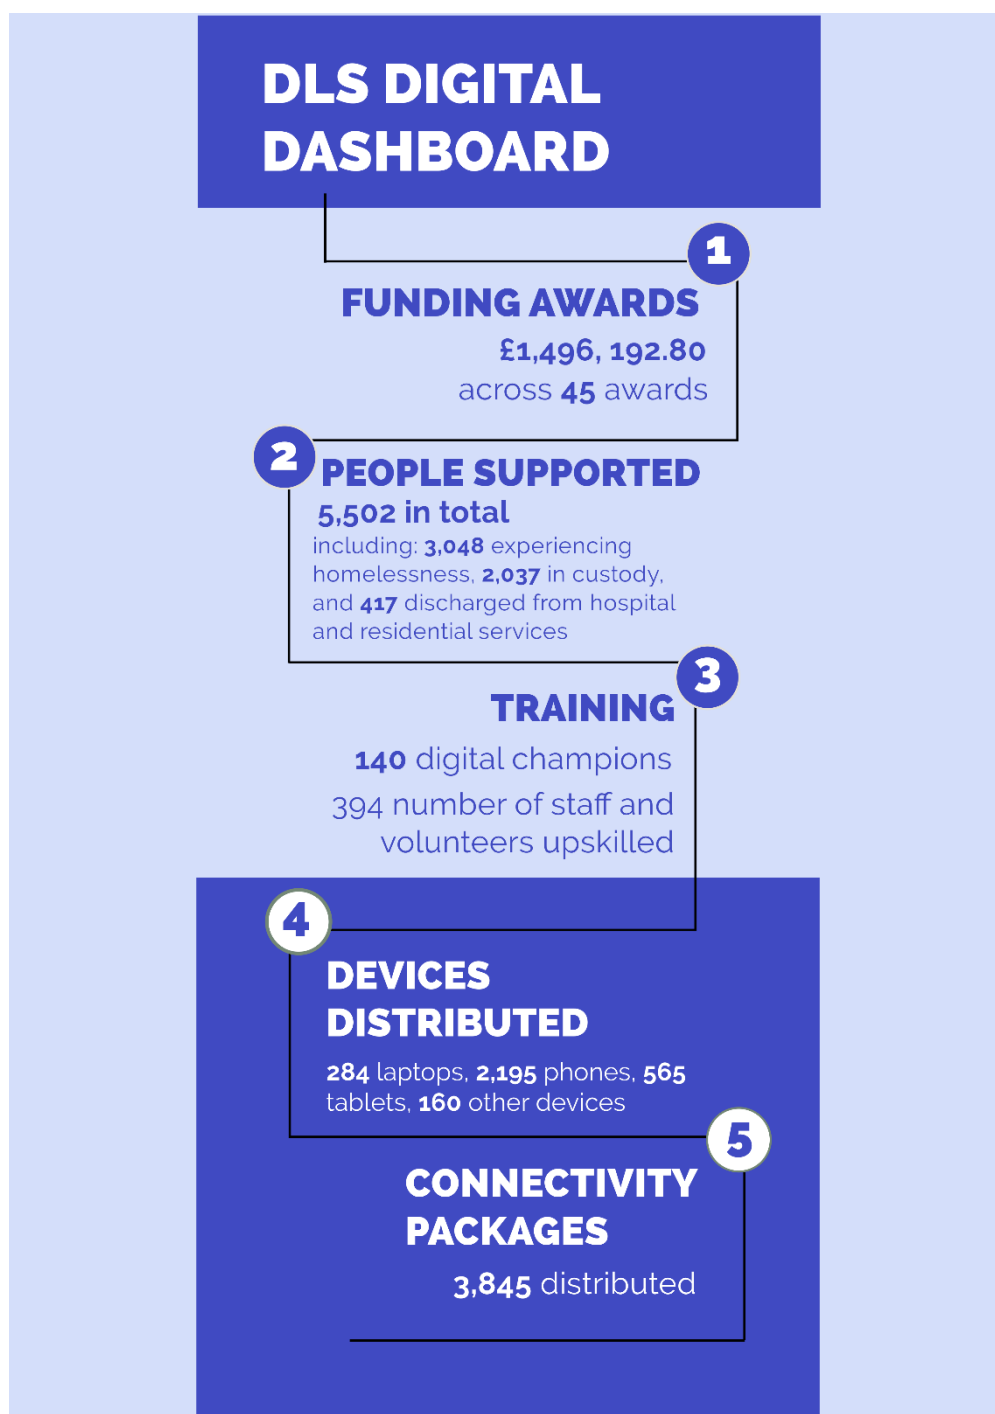 DLS DIGITAL
DASHBOARD
1
FUNDING AWARDS
£1,496, 192.80
across 45 awards
2
PEOPLE SUPPORTED
5,502 in total
including: 3,048 experiencing
homelessness, 2,037 in custody,
and 417 discharged from hospital
and residential services
3
TRAINING
140 digital champions
394 number of staff and
volunteers upskilled
4
DEVICES
DISTRIBUTED
284 laptops, 2,195 phones, 565
tablets, 160 other devices
5
CONNECTIVITY
PACKAGES
3,845 distributed